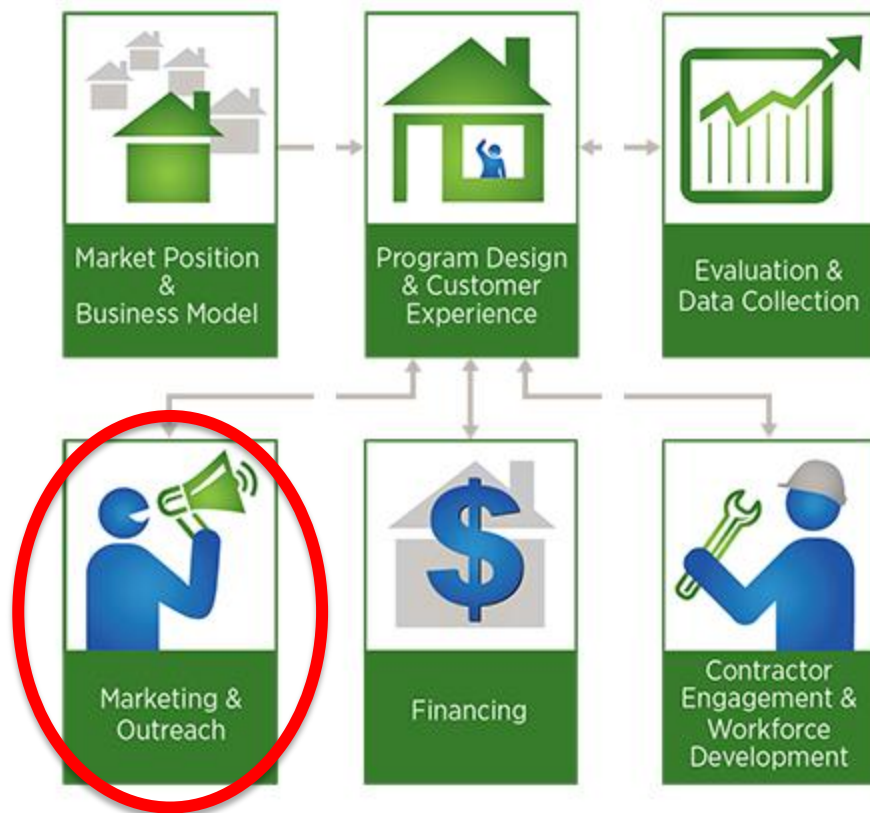 Market Position
&
Business Model
Program Design
& Customer
Experience
Evaluation &
Data Collection
Marketing &
Outreach
$
Financing
Contractor
Engagement &
Workforce
Development